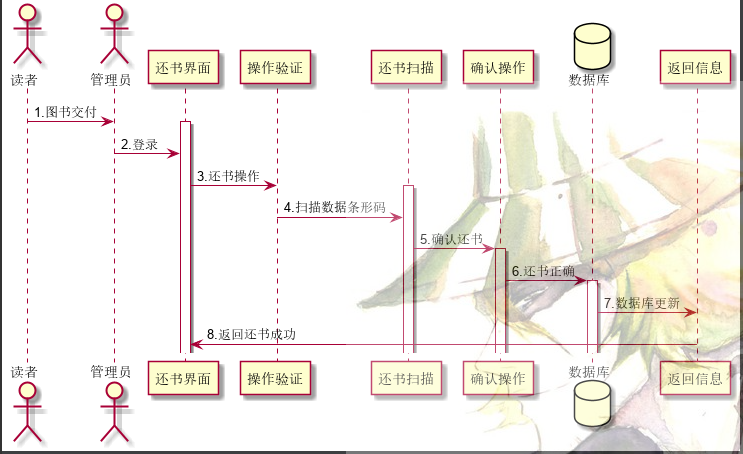 读者
管理员
还书界面
操作验证
还书扫描
确认操作
数据库
返回信息
1.图书交付
2.登录
3.还书操作
4.扫描数据条形码
5.确认还书
6.还书正确
7.数据库更新
8.返回还书成功
读者
管理员
还书界面
操作验证
还书扫描
确认操作
数据库
返回信息